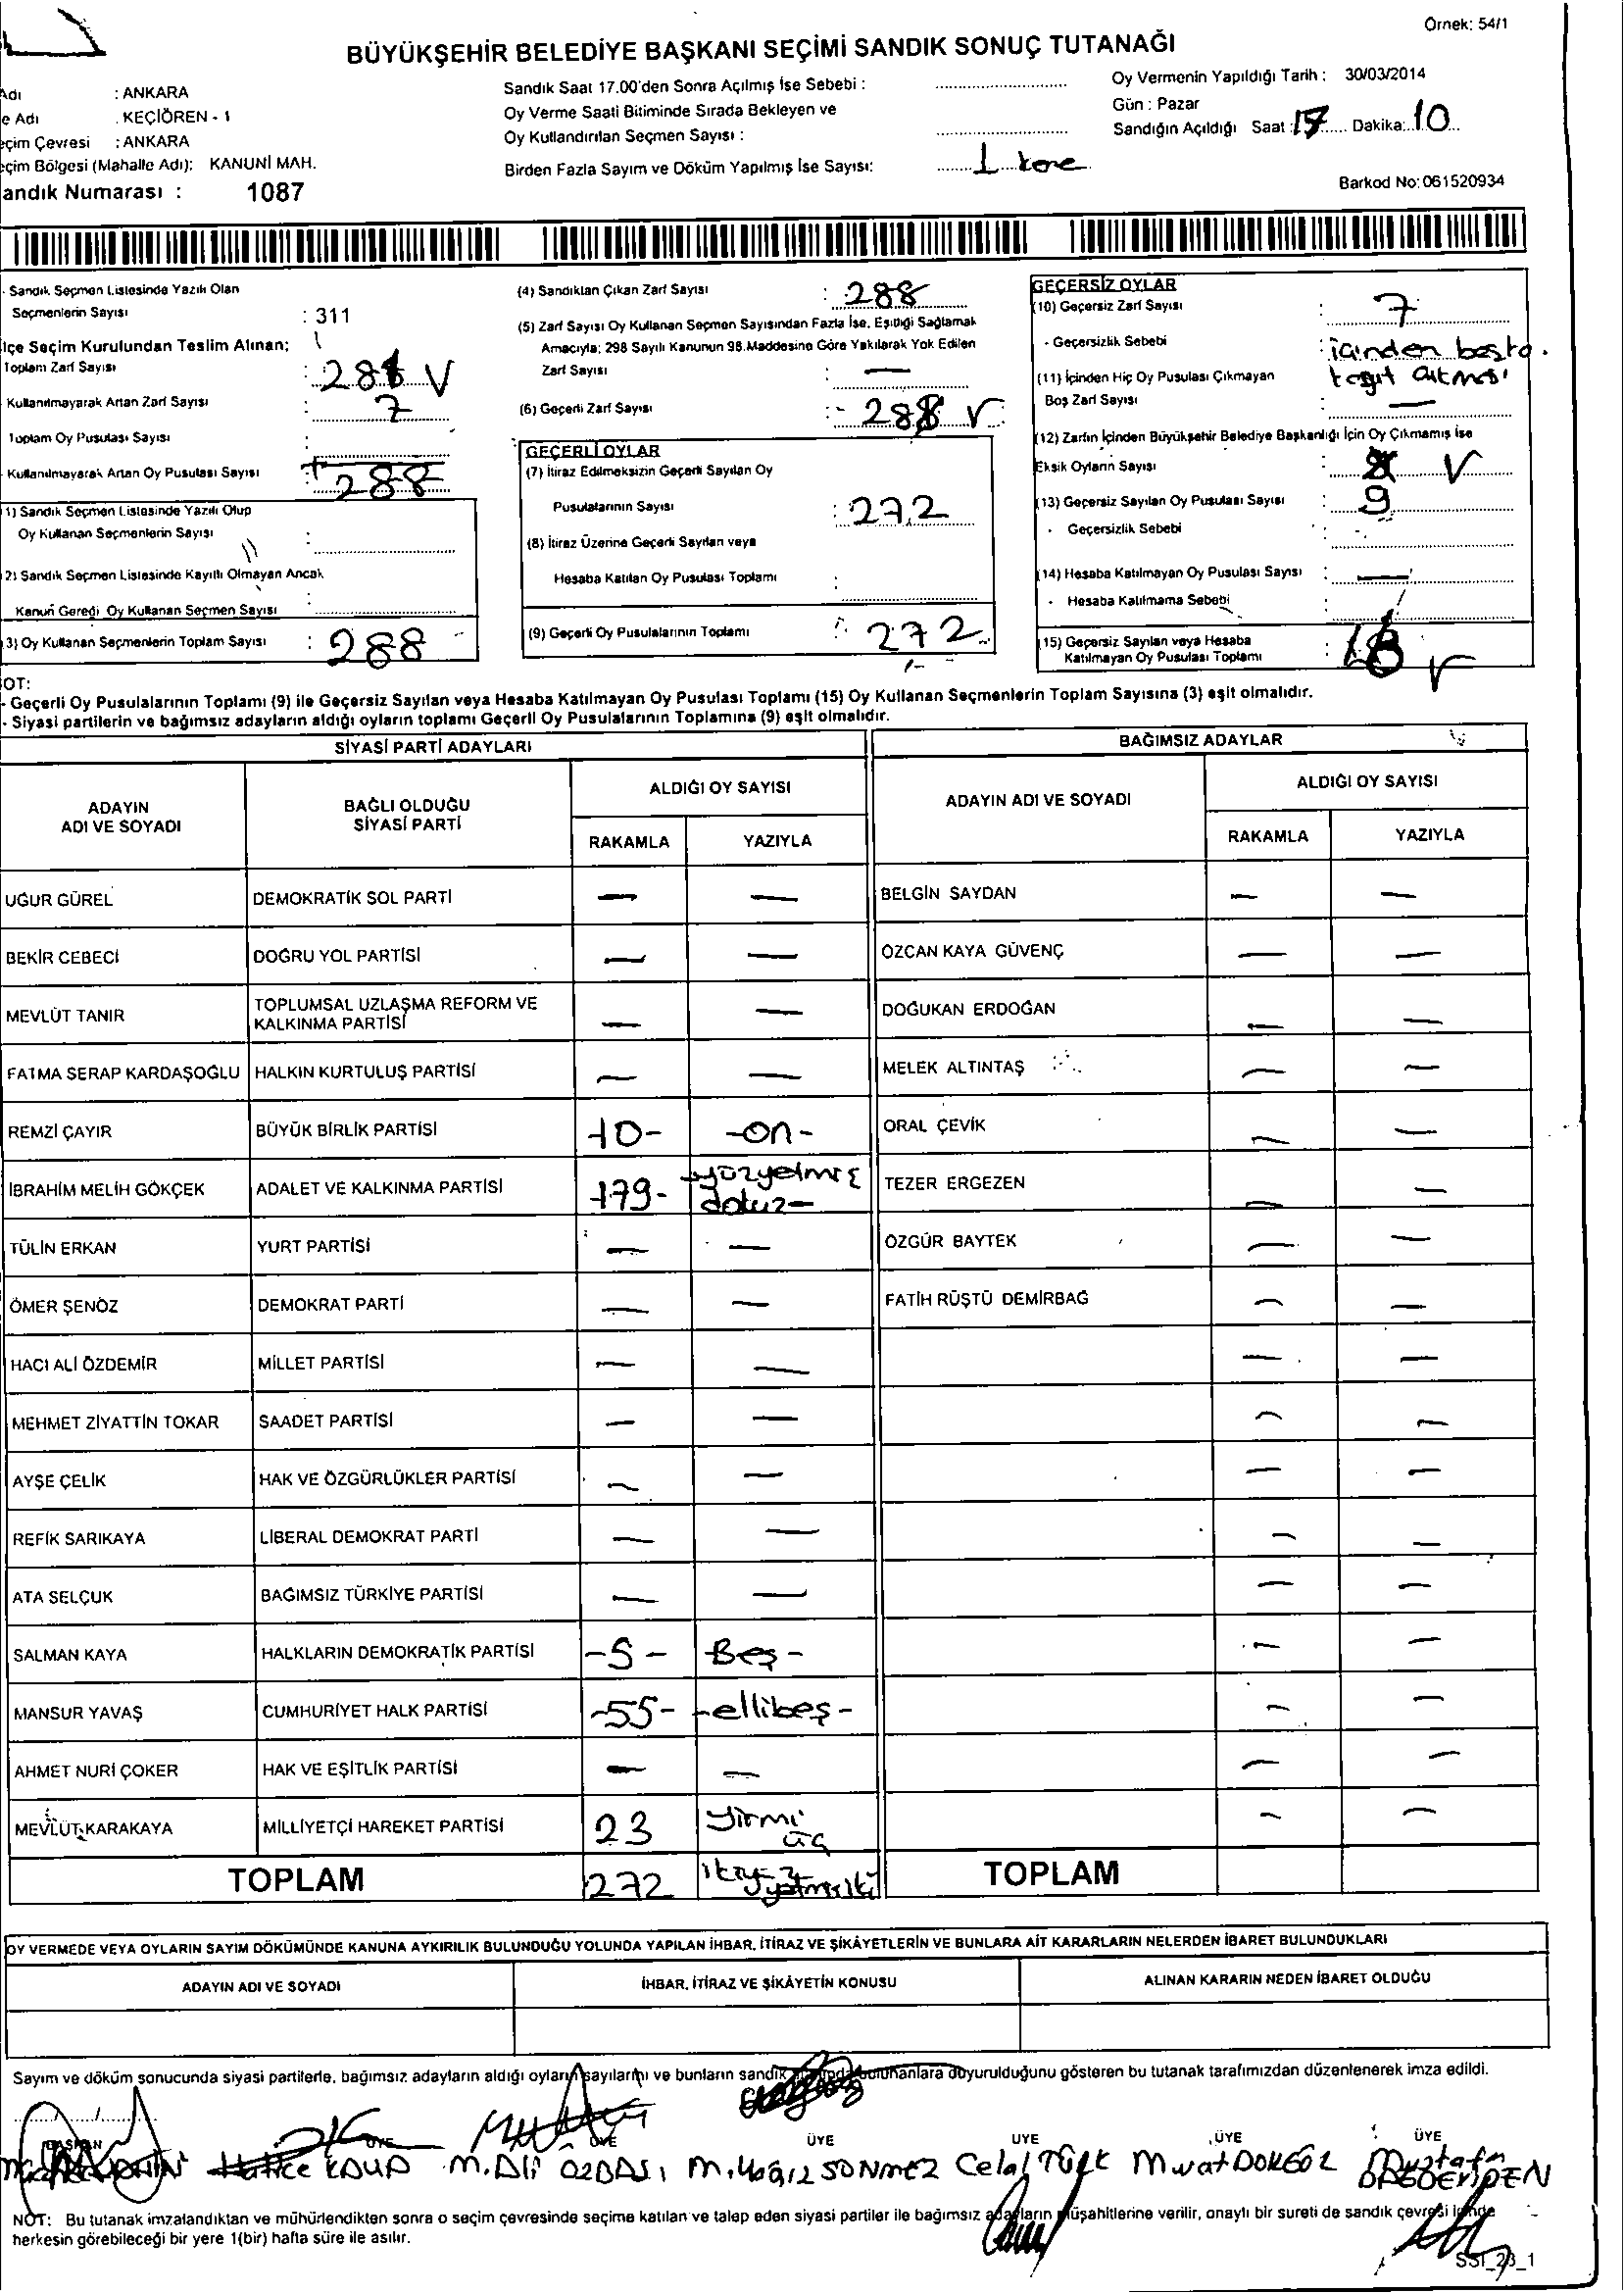 Örnek: 54/1
BÜYÜKŞEHİR BELEDİYE BAŞKANI SEÇİMİ SANDIK SONUÇ TUTANAĞI
Adı : ANKARA
e Adı : KEÇİÖREN - 1
eçim Çevresi : ANKARA
eçim Bölgesi (Mahalle Adı): KANUNİ MAH.
andık Numarası : 1087
Sandık Saat 17.00'den Sonra Açılmış İse Sebebi :
Oy Verme Saati Bitiminde Sırada Bekleyen ve
Oy Kullandırılan Seçmen Sayısı :
Birden Fazla Sayım ve Döküm Yapılmış İse Sayısı: 1 kere
Oy Vermenin Yapıldığı Tarih : 30/03/2014
Gün : Pazar
Sandığın Açıldığı Saat : 17 Dakika: 10
Barkod No: 061520934
- Sandık Seçmen Listesinde Yazılı Olan
Seçmenlerin Sayısı : 311
lçe Seçim Kurulundan Teslim Alınan:
Toplam Zarf Sayısı :
Kullanılmayarak Artan Zarf Sayısı : 7
Toplam Oy Pusulası Sayısı :
Kullanılmayarak Artan Oy Pusulası Sayısı : 288
1) Sandık Seçmen Listesinde Yazılı Olup
Oy Kullanan Seçmenlerin Sayısı :
2) Sandık Seçmen Listesinde Kayıtlı Olmayan Ancak
Kanun Gereği Oy Kullanan Seçmen Sayısı :
3) Oy Kullanan Seçmenlerin Toplam Sayısı : 288
(4) Sandıktan Çıkan Zarf Sayısı : 288
(5) Zarf Sayısı Oy Kullanan Seçmen Sayısından Fazla İse, Eşitliği Sağlamak
Amacıyla; 298 Sayılı Kanunun 98.Maddesine Göre Yakılarak Yok Edilen
Zarf Sayısı : —
(6) Geçerli Zarf Sayısı :
GEÇERLİ OYLAR
(7) İtiraz Edilmeksizin Geçerli Sayılan Oy
Pusulalarının Sayısı : 272
(8) İtiraz Üzerine Geçerli Sayılan veya
Hesaba Katılan Oy Pusulası Toplamı :
(9) Geçerli Oy Pusulalarının Toplamı : 272
GEÇERSİZ OYLAR
(10) Geçersiz Zarf Sayısı : 7
- Geçersizlik Sebebi : içinden başka
kağıt çıkması
(11) İçinden Hiç Oy Pusulası Çıkmayan
Boş Zarf Sayısı : —
(12) Zarfın İçinden Büyükşehir Belediye Başkanlığı İçin Oy Çıkmamış İse
Eksik Oyların Sayısı :
(13) Geçersiz Sayılan Oy Pusulası Sayısı : 9
- Geçersizlik Sebebi :
(14) Hesaba Katılmayan Oy Pusulası Sayısı : —
- Hesaba Katılmama Sebebi :
(15) Geçersiz Sayılan veya Hesaba
Katılmayan Oy Pusulası Toplamı :
OT:
- Geçerli Oy Pusulalarının Toplamı (9) ile Geçersiz Sayılan veya Hesaba Katılmayan Oy Pusulası Toplamı (15) Oy Kullanan Seçmenlerin Toplam Sayısına (3) eşit olmalıdır.
- Siyasi partilerin ve bağımsız adayların aldığı oyların toplamı Geçerli Oy Pusulalarının Toplamına (9) eşit olmalıdır.
SİYASİ PARTİ ADAYLARI BAĞIMSIZ ADAYLAR
ADAYIN ADI VE SOYADI BAĞLI OLDUĞU SİYASİ PARTİ ALDIĞI OY SAYISI ADAYIN ADI VE SOYADI ALDIĞI OY SAYISI
RAKAMLA YAZIYLA RAKAMLA YAZIYLA
UĞUR GÜREL DEMOKRATİK SOL PARTİ — — BELGİN SAYDAN — —
BEKİR CEBECİ DOĞRU YOL PARTİSİ — — ÖZCAN KAYA GÜVENÇ — —
MEVLÜT TANIR TOPLUMSAL UZLAŞMA REFORM VE KALKINMA PARTİSİ — — DOĞUKAN ERDOĞAN — —
FATMA SERAP KARDAŞOĞLU HALKIN KURTULUŞ PARTİSİ — — MELEK ALTINTAŞ — —
REMZİ ÇAYIR BÜYÜK BİRLİK PARTİSİ -10- -on- ORAL ÇEVİK — —
İBRAHİM MELİH GÖKÇEK ADALET VE KALKINMA PARTİSİ -179- -yüzyetmiş dokuz- TEZER ERGEZEN — —
TÜLİN ERKAN YURT PARTİSİ — — ÖZGÜR BAYTEK — —
ÖMER ŞENÖZ DEMOKRAT PARTİ — — FATİH RÜŞTÜ DEMİRBAĞ — —
HACI ALİ ÖZDEMİR MİLLET PARTİSİ — — — —
MEHMET ZİYATTİN TOKAR SAADET PARTİSİ — — — —
AYŞE ÇELİK HAK VE ÖZGÜRLÜKLER PARTİSİ — — — —
REFİK SARIKAYA LİBERAL DEMOKRAT PARTİ — — — —
ATA SELÇUK BAĞIMSIZ TÜRKİYE PARTİSİ — — — —
SALMAN KAYA HALKLARIN DEMOKRATİK PARTİSİ -5- -Beş- — —
MANSUR YAVAŞ CUMHURİYET HALK PARTİSİ -55- -ellibeş- — —
AHMET NURİ ÇOKER HAK VE EŞİTLİK PARTİSİ — — — —
MEVLÜT KARAKAYA MİLLİYETÇİ HAREKET PARTİSİ 23 yirmi üç — —
TOPLAM 272 TOPLAM
OY VERMEDE VEYA OYLARIN SAYIM DÖKÜMÜNDE KANUNA AYKIRILIK BULUNDUĞU YOLUNDA YAPILAN İHBAR, İTİRAZ VE ŞİKÂYETLERİN VE BUNLARA AİT KARARLARIN NELERDEN İBARET BULUNDUKLARI
ADAYIN ADI VE SOYADI İHBAR, İTİRAZ VE ŞİKÂYETİN KONUSU ALINAN KARARIN NEDEN İBARET OLDUĞU
Sayım ve döküm sonucunda siyasi partilerle, bağımsız adayların aldığı oyların sayılarını ve bunların sandık bulunanlara duyurulduğunu gösteren bu tutanak tarafımızdan düzenlenerek imza edildi.
BAŞKAN ÜYE ÜYE ÜYE ÜYE ÜYE ÜYE
Hatice KAYA M. Ali ÖZBAŞ M. Yağız SÖNMEZ Celal Türk Murat DOKGÖZ Mustafa
NOT: Bu tutanak imzalandıktan ve mühürlendikten sonra o seçim çevresinde seçime katılan ve talep eden siyasi partiler ile bağımsız adayların müşahitlerine verilir, onaylı bir sureti de sandık çevresi içinde
herkesin görebileceği bir yere 1(bir) hafta süre ile asılır.
SSI_23_1